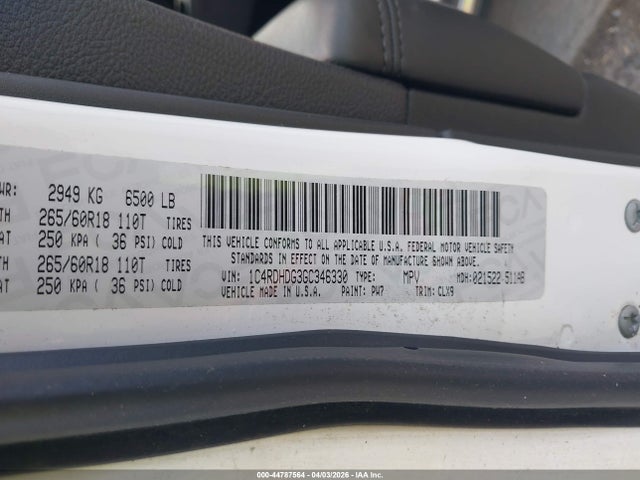 WR: 2949 KG 6500 LB
TH 265/60R18 110T TIRES
AT 250 KPA ( 36 PSI) COLD
265/60R18 110T TIRES
AT 250 KPA ( 36 PSI) COLD
THIS VEHICLE CONFORMS TO ALL APPLICABLE U.S.A. FEDERAL MOTOR VEHICLE SAFETY
STANDARDS IN EFFECT ON THE DATE OF MANUFACTURE SHOWN ABOVE.
VIN: 1C4RDHDG3GC346330 TYPE: MPV MDH:021522 511AB
VEHICLE MADE IN U.S.A. PAINT: PW7 TRIM: CLX9
000-44787564 - 04/03/2026 - IAA Inc.